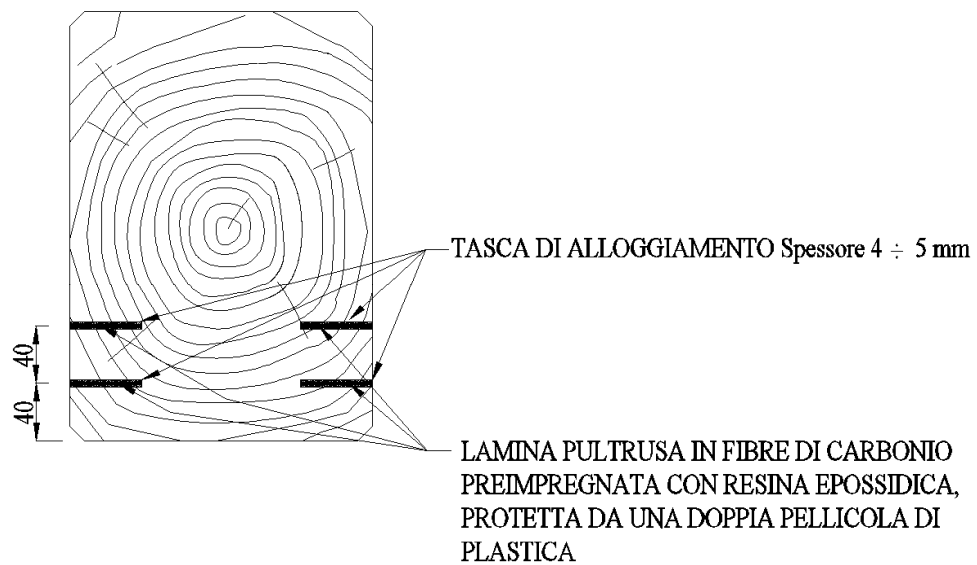 TASCA DI ALLOGGIAMENTO Spessore 4 ÷ 5 mm
40
40
LAMINA PULTRUSA IN FIBRE DI CARBONIO
PREIMPREGNATA CON RESINA EPOSSIDICA,
PROTETTA DA UNA DOPPIA PELLICOLA DI
PLASTICA